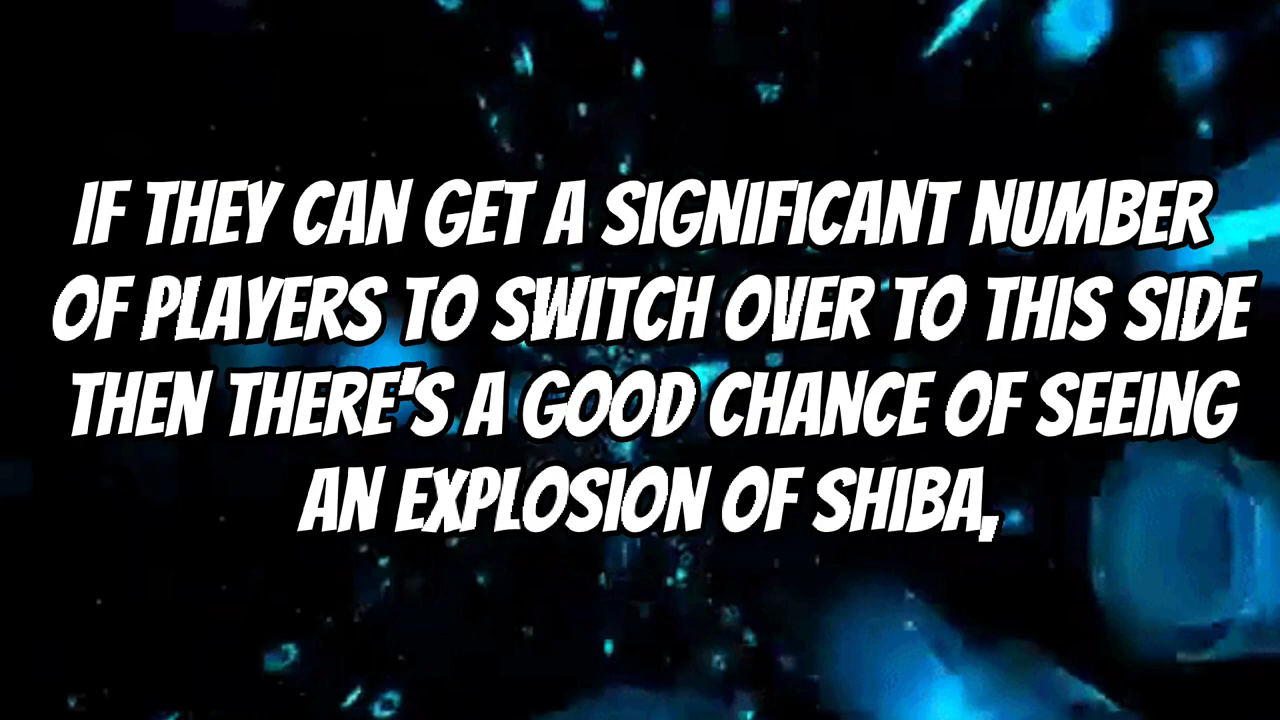 IF THEY CAN GET A SIGNIFICANT NUMBER
OF PLAYERS TO SWITCH OVER TO THIS SIDE
THEN THERE'S A GOOD CHANCE OF SEEING
AN EXPLOSION OF SHIBA,